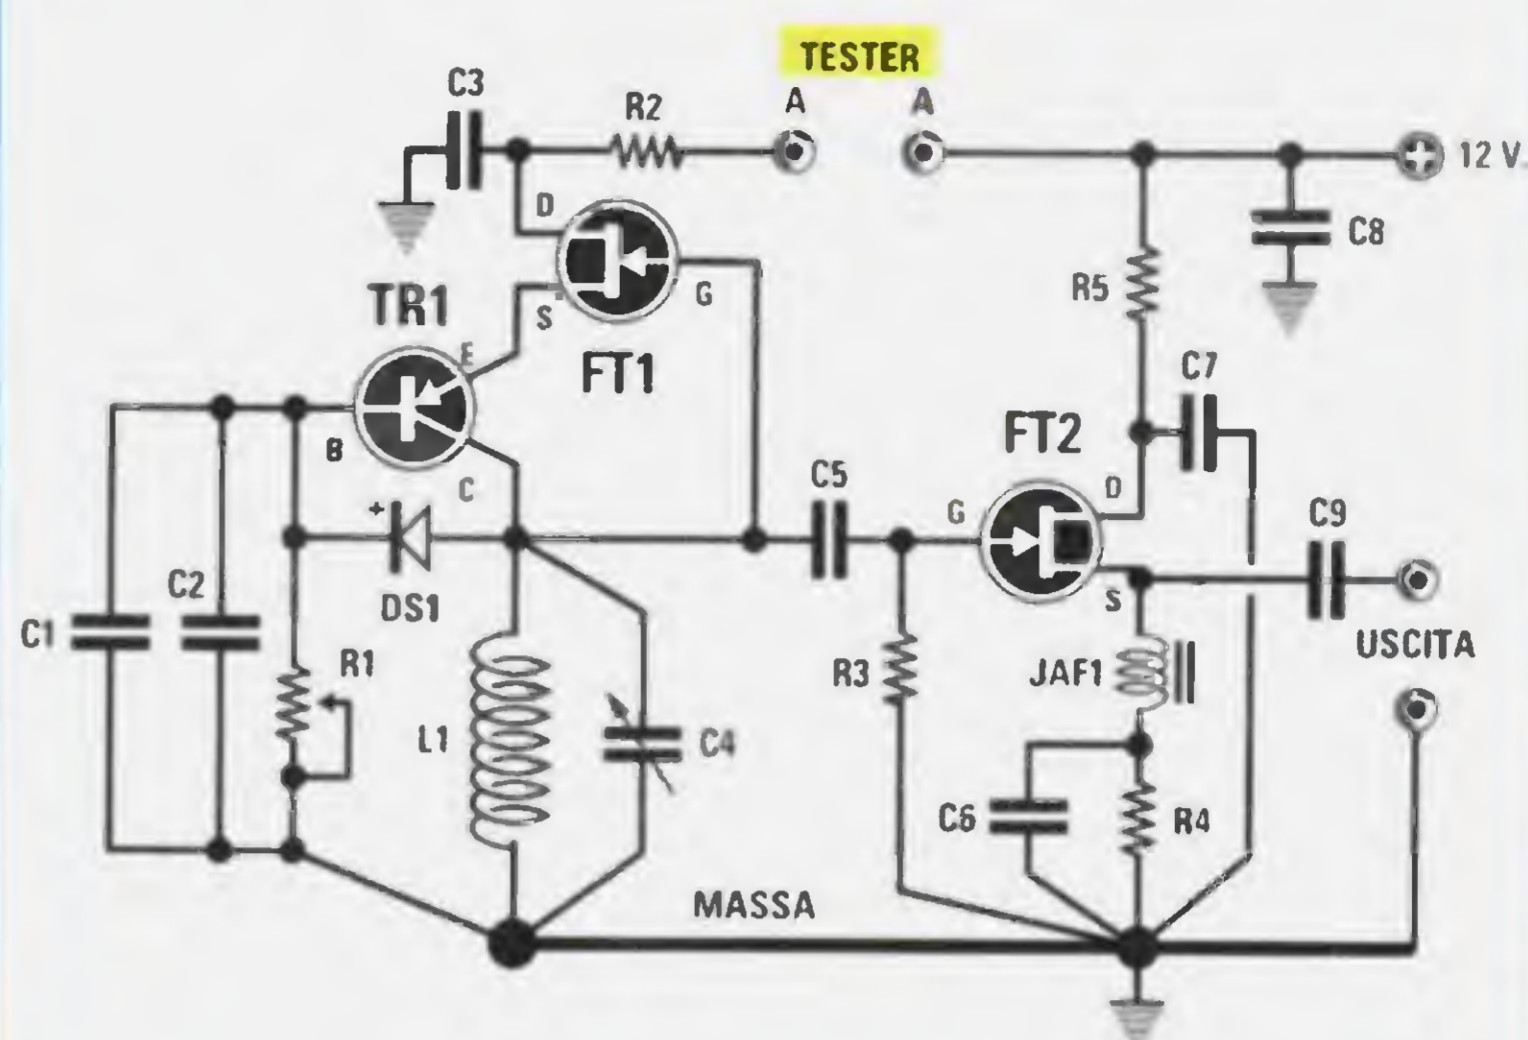 TESTER
A A
C3
R2
12 V.
D
C8
R5
TR1
S
G
E
FT1
C7
FT2
B
C
C5
D
G
+
C9
C2
DS1
S
C1
USCITA
R1
R3
JAF1
L1
C4
C6
R4
MASSA